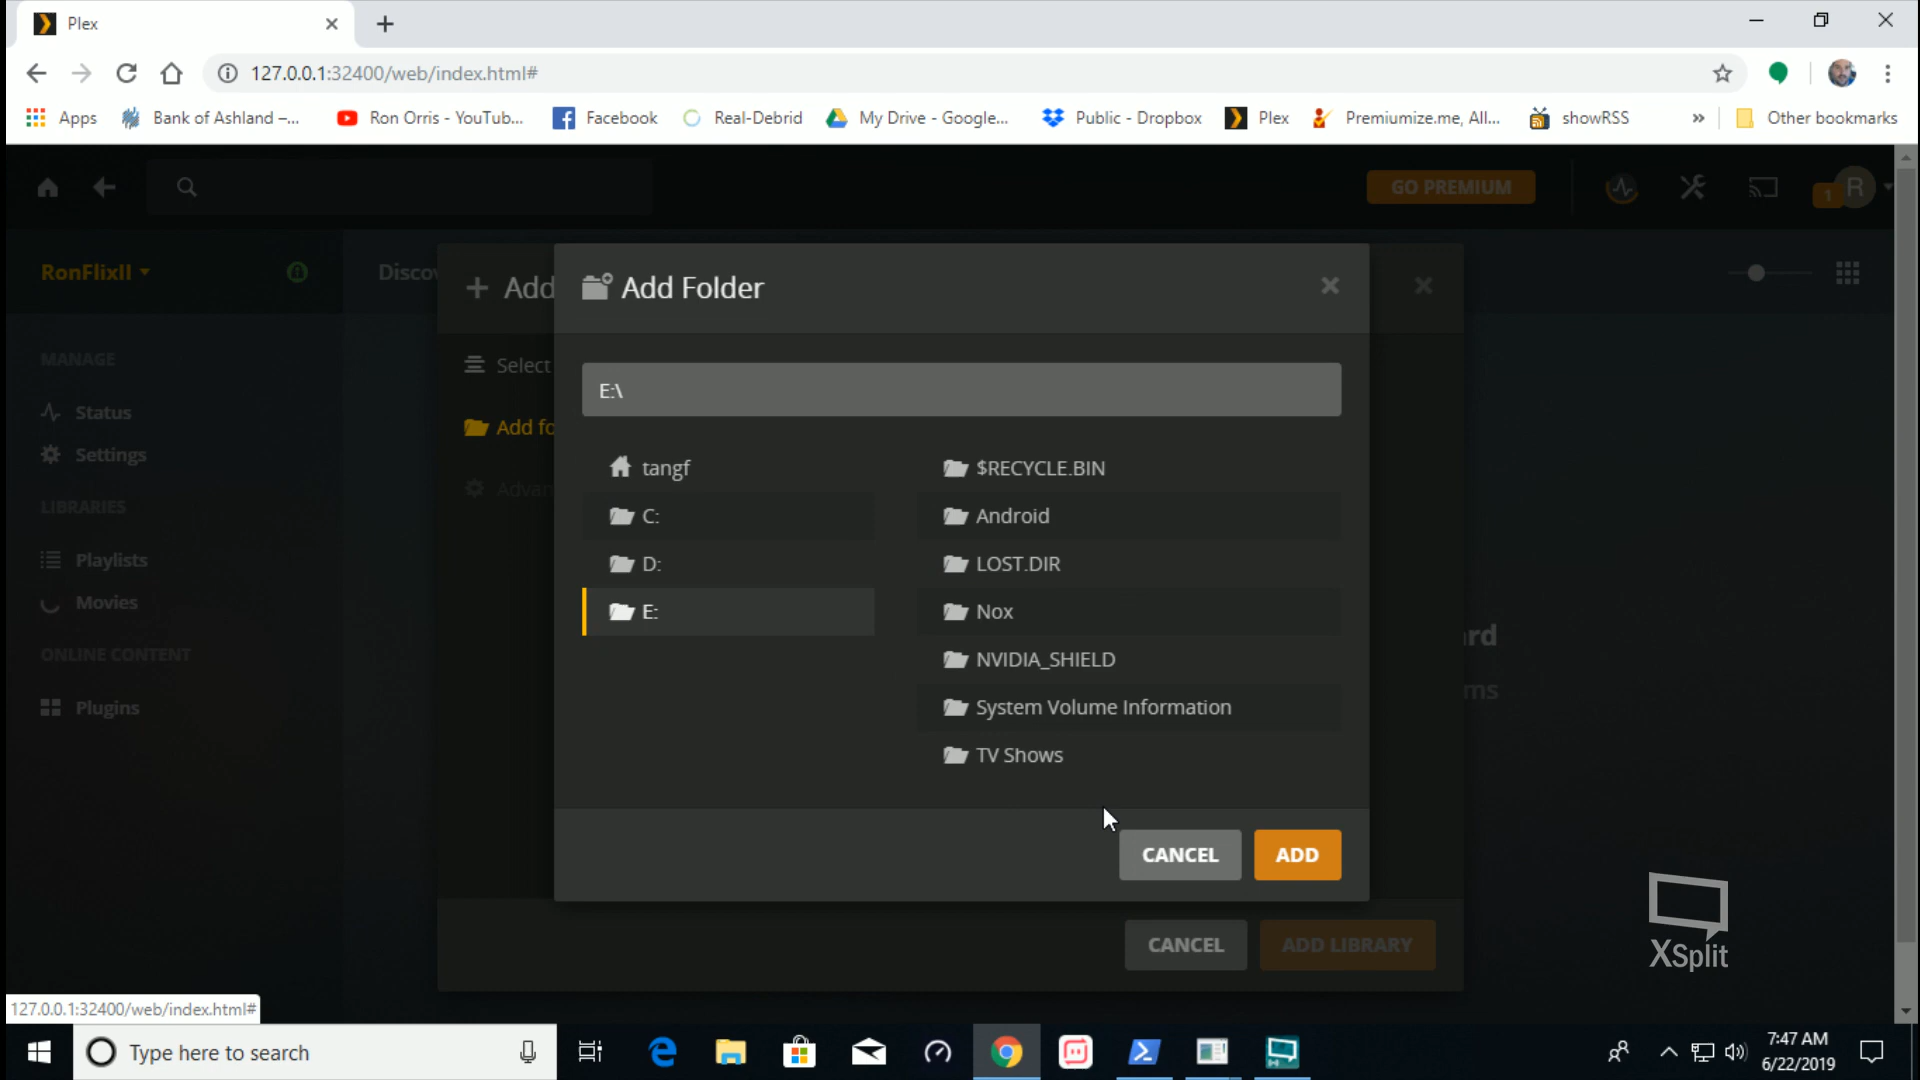 Plex
127.0.0.1:32400/web/index.html#
Apps
Bank of Ashland –...
Ron Orris - YouTub...
Facebook
Real-Debrid
My Drive - Google...
Public - Dropbox
Plex
Premiumize.me, All...
showRSS
»
Other bookmarks
GO PREMIUM
1
R
RonFlixII
Disco
MANAGE
Status
Settings
LIBRARIES
Playlists
Movies
ONLINE CONTENT
Plugins
+ Add
Select
Add fo
Advan
Add Folder
E:\
tangf
C:
D:
E:
$RECYCLE.BIN
Android
LOST.DIR
Nox
NVIDIA_SHIELD
System Volume Information
TV Shows
CANCEL
ADD
rd
ms
CANCEL
ADD LIBRARY
XSplit
127.0.0.1:32400/web/index.html#
Type here to search
7:47 AM
6/22/2019